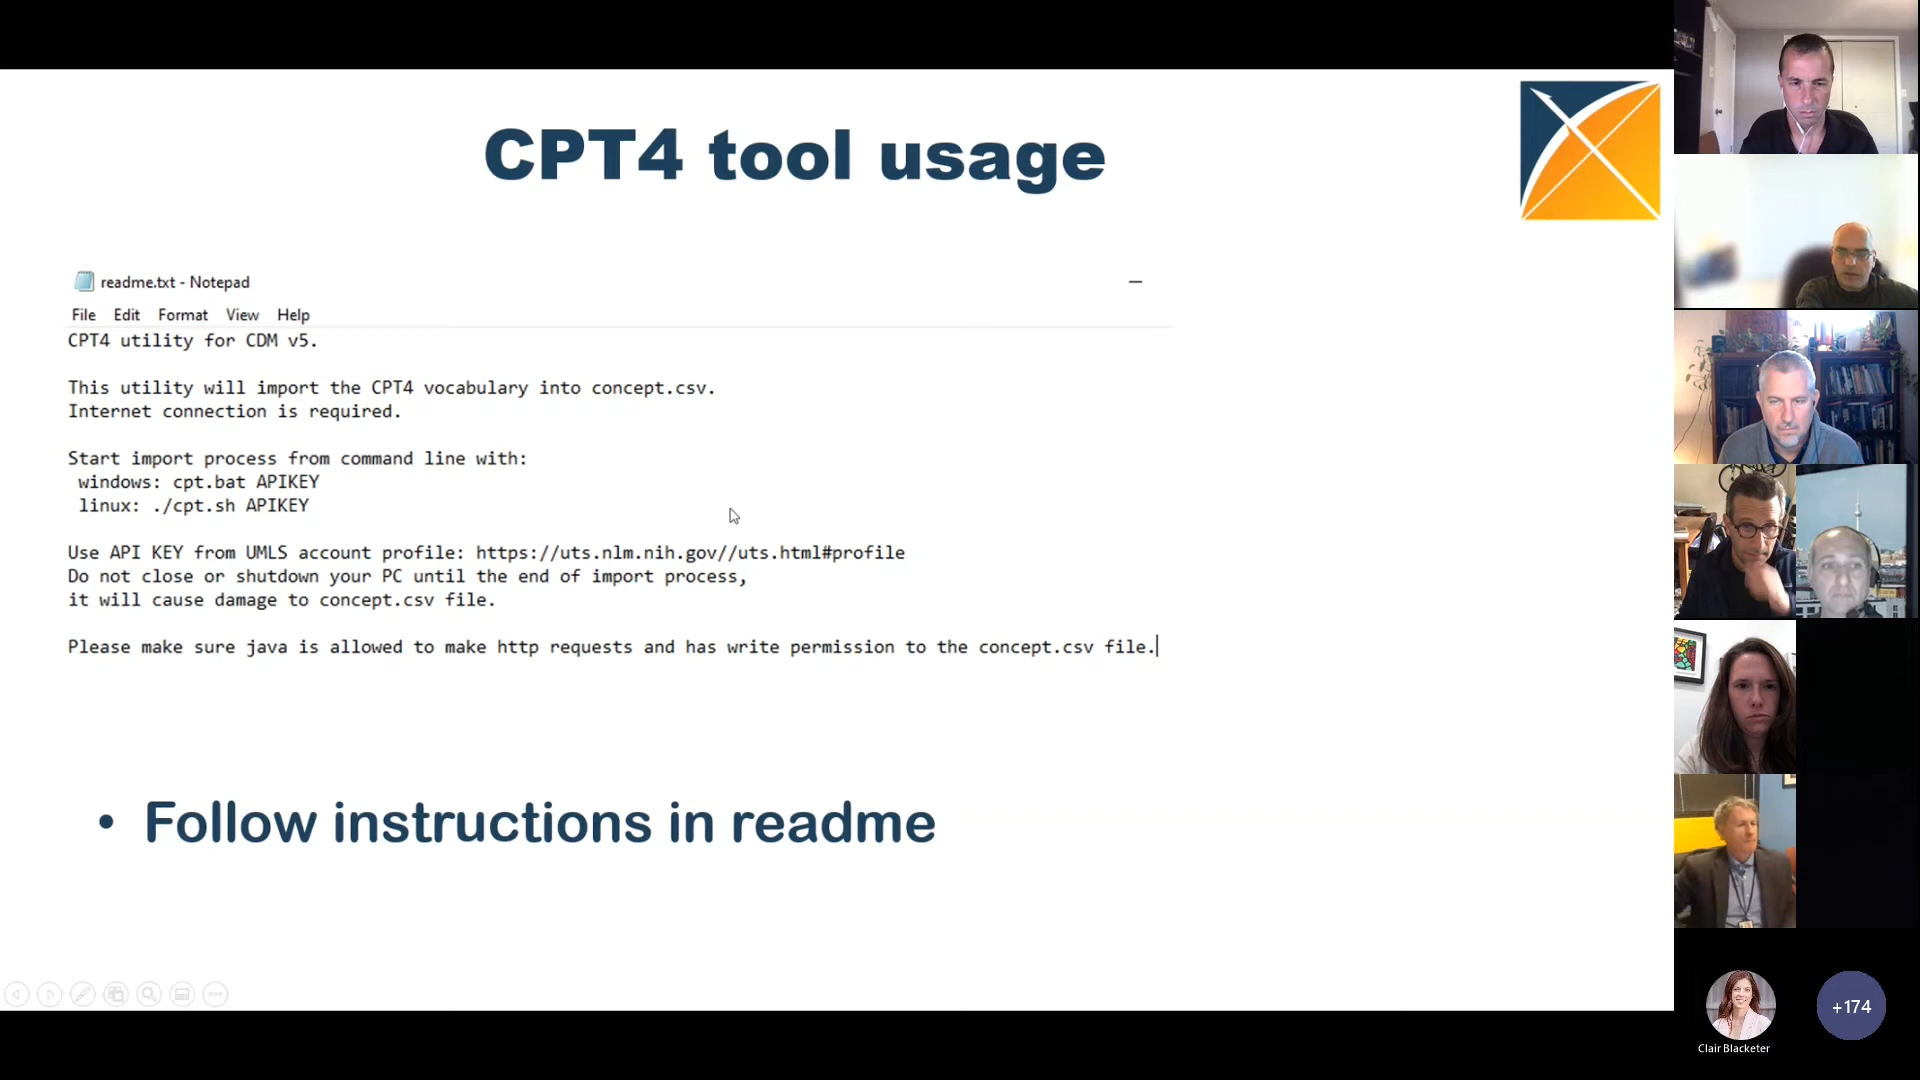 CPT4 tool usage
readme.txt - Notepad
File Edit Format View Help
CPT4 utility for CDM v5.
This utility will import the CPT4 vocabulary into concept.csv.
Internet connection is required.
Start import process from command line with:
windows: cpt.bat APIKEY
linux: ./cpt.sh APIKEY
Use API KEY from UMLS account profile: https://uts.nlm.nih.gov//uts.html#profile
Do not close or shutdown your PC until the end of import process,
it will cause damage to concept.csv file.
Please make sure java is allowed to make http requests and has write permission to the concept.csv file.
• Follow instructions in readme
+174
Clair Blacketer